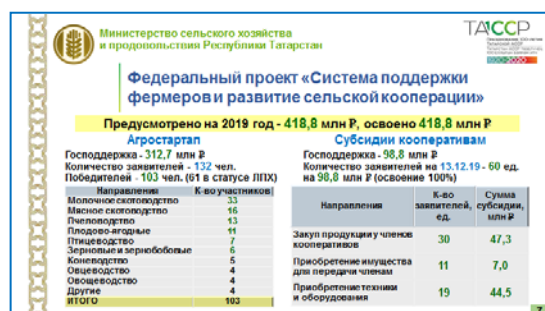 Министерство сельского хозяйства
и продовольствия Республики Татарстан
ТАССР
1920-2020
Федеральный проект «Система поддержки
фермеров и развитие сельской кооперации»
Предусмотрено на 2019 год - 418,8 млн ₽, освоено 418,8 млн ₽
Агростартап
Господдержка - 312,7 млн ₽
Количество заявителей - 132 чел.
Победителей - 103 чел. (61 в статусе ЛПХ)
Направления К-во участников
Молочное скотоводство 33
Мясное скотоводство 16
Пчеловодство 13
Плодово-ягодные 11
Птицеводство 7
Зерновые и зернобобовые 6
Коневодство 5
Овцеводство 4
Овощеводство 4
Другие 4
ИТОГО 103
Субсидии кооперативам
Господдержка - 98,8 млн ₽
Количество заявителей на 13.12.19 - 60 ед.
на 98,8 млн ₽ (освоение 100%)
Направления К-во заявителей, ед. Сумма субсидии, млн ₽
Закуп продукции у членов
кооперативов 30 47,3
Приобретение имущества
для передачи членам 11 7,0
Приобретение техники
и оборудования 19 44,5
7